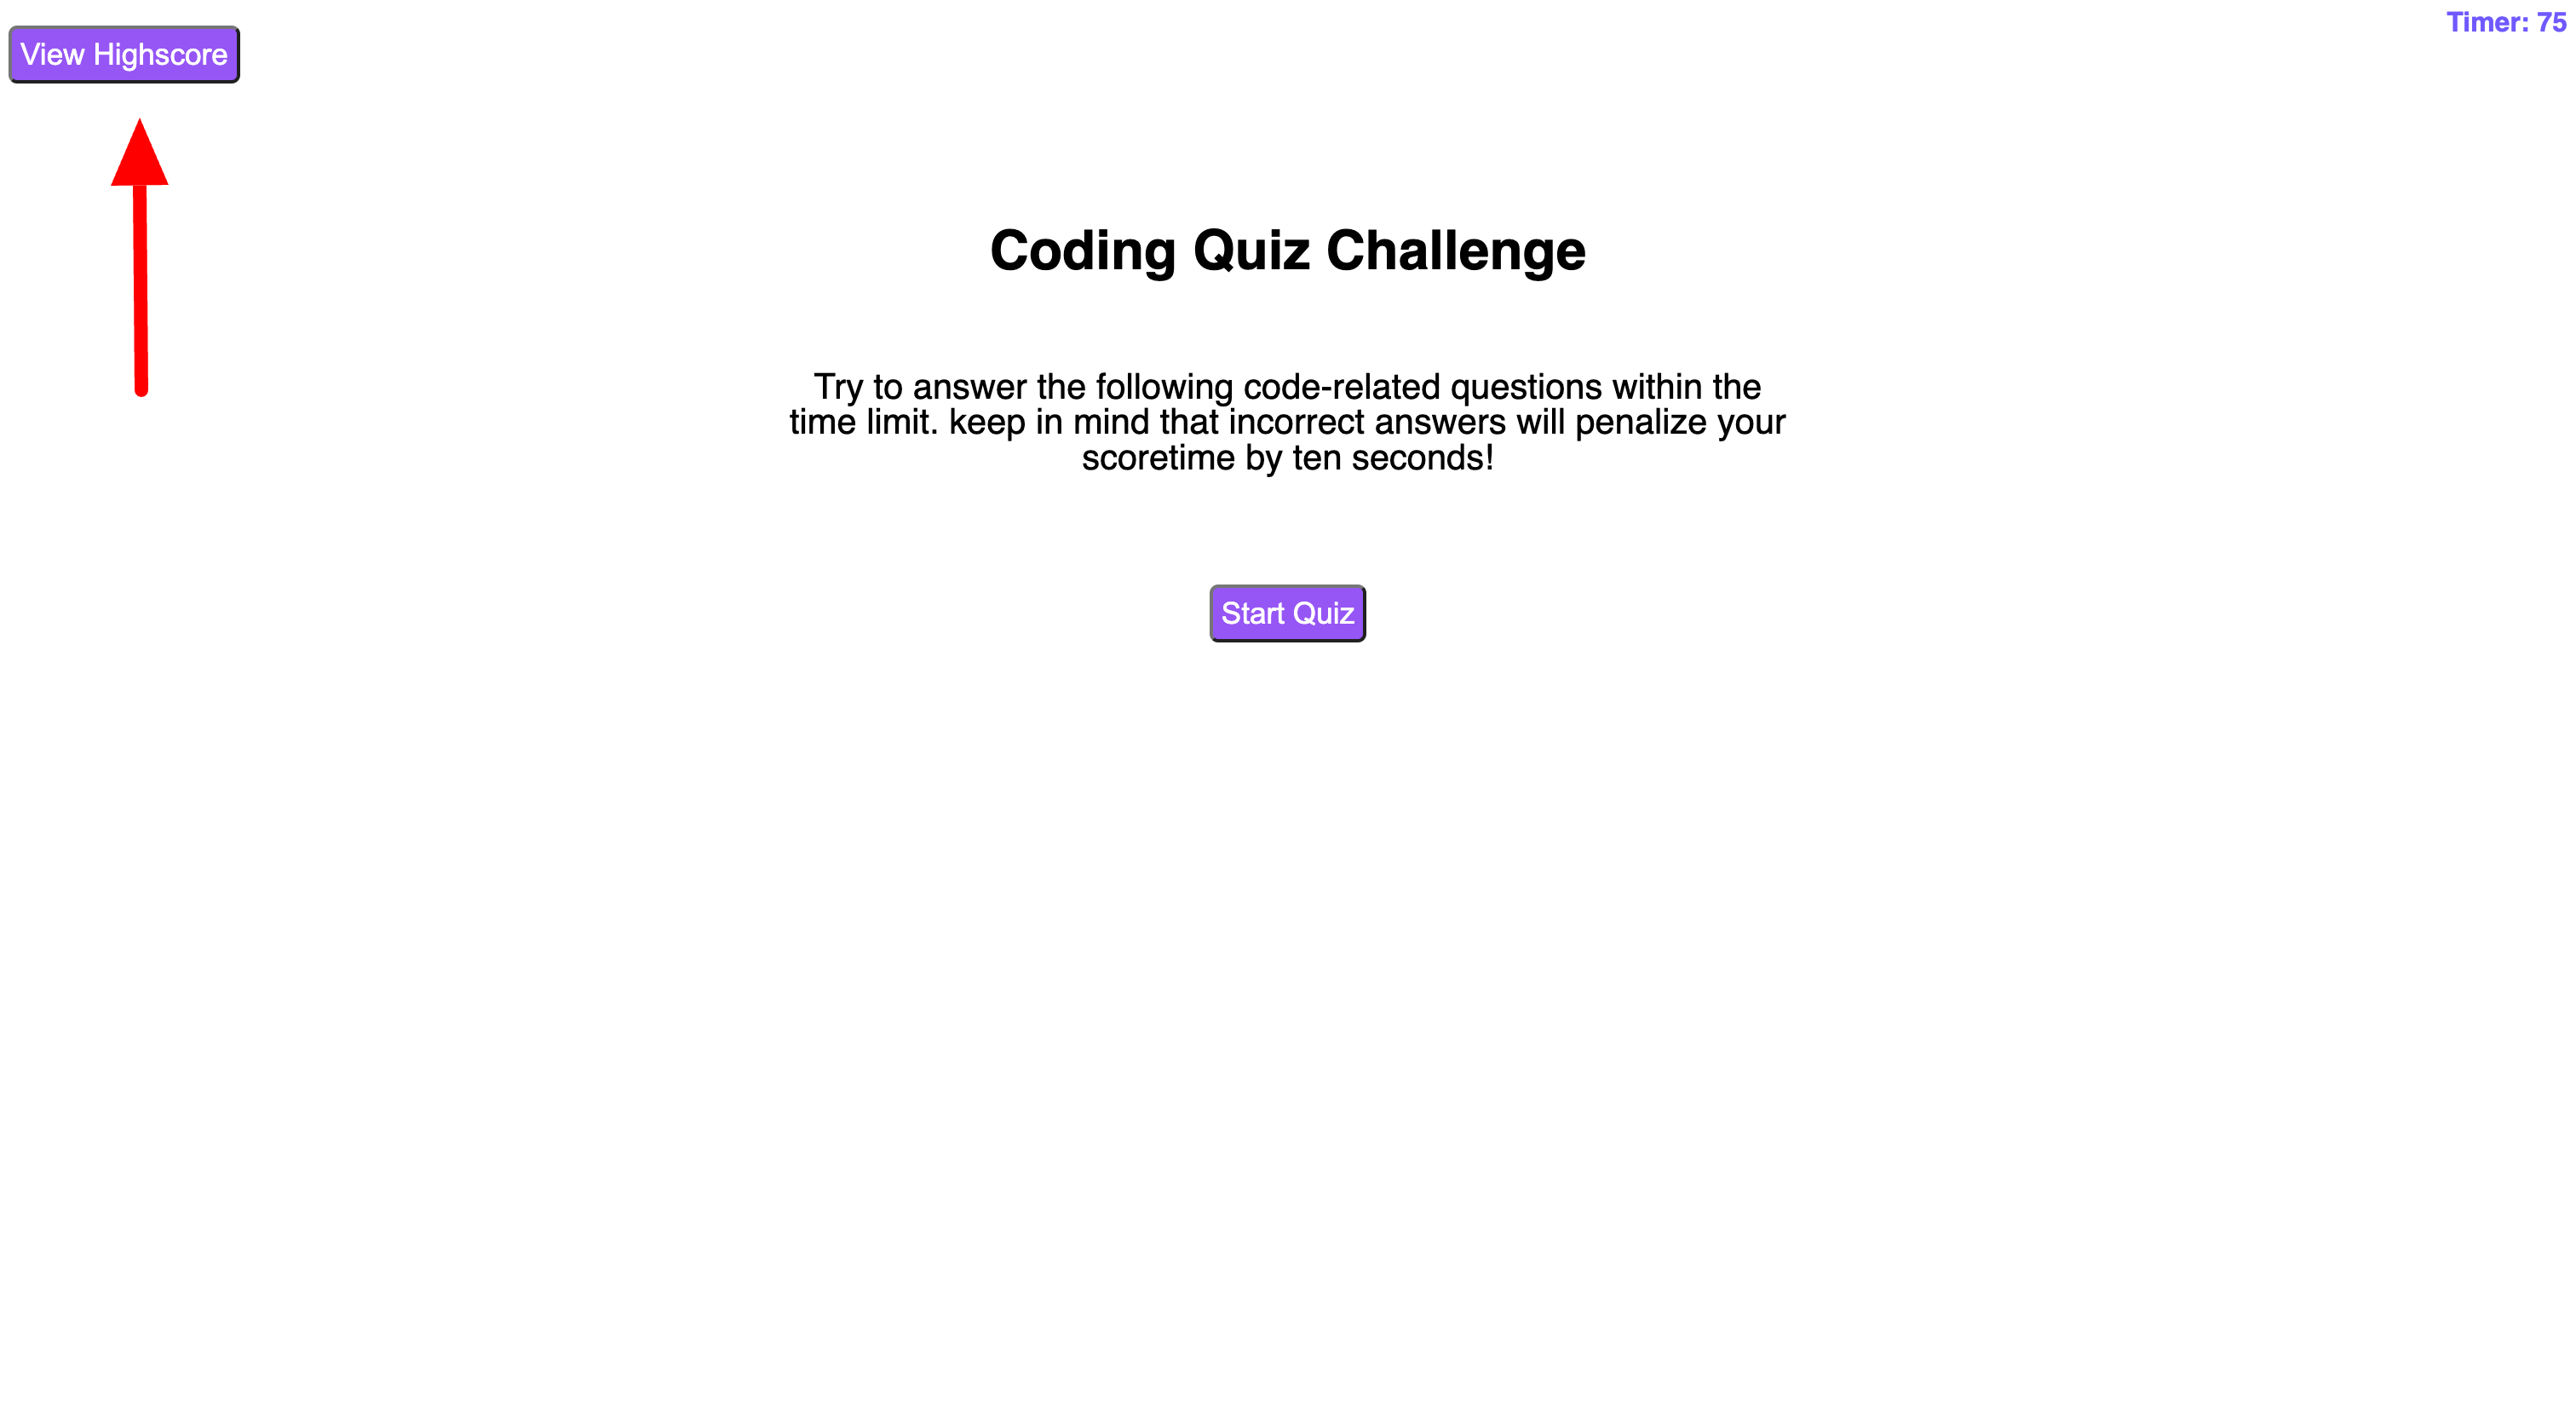 View Highscore
Timer: 75
Coding Quiz Challenge
Try to answer the following code-related questions within the
time limit. keep in mind that incorrect answers will penalize your
scoretime by ten seconds!
Start Quiz